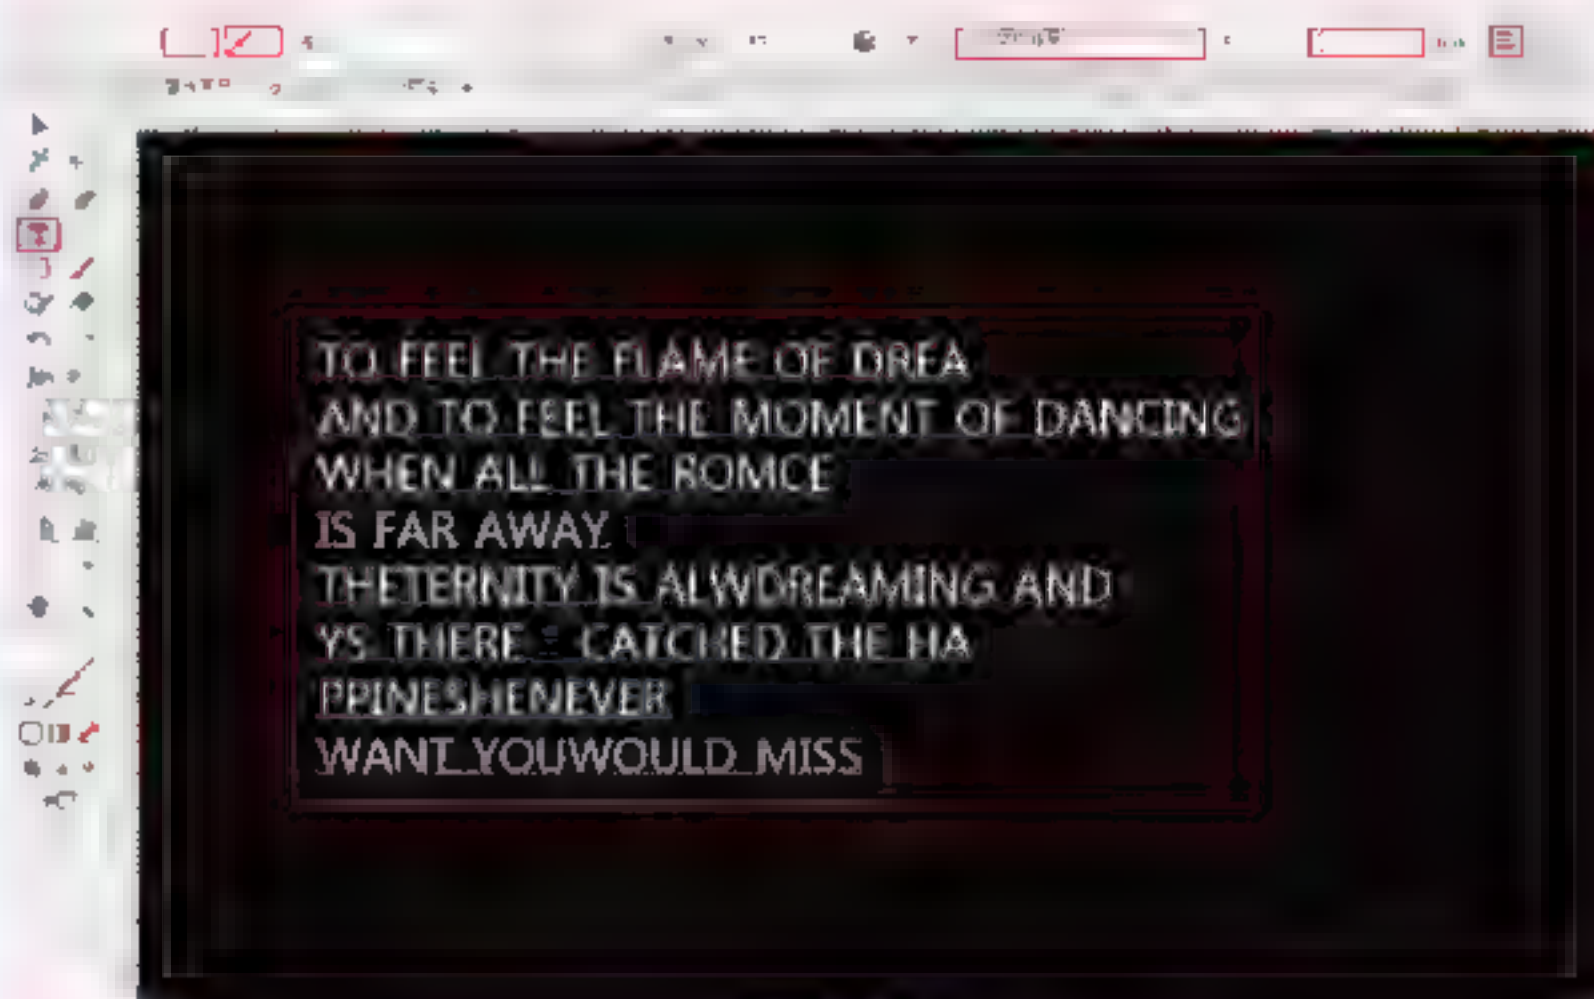 TO FEEL THE FLAME OF DREA
AND TO FEEL THE MOMENT OF DANCING
WHEN ALL THE ROMCE
IS FAR AWAY
THETERNITY IS ALWDREAMING AND
YS THERE CATCHED THE HA
PPINESHENEVER
WANT YOUWOULD MISS